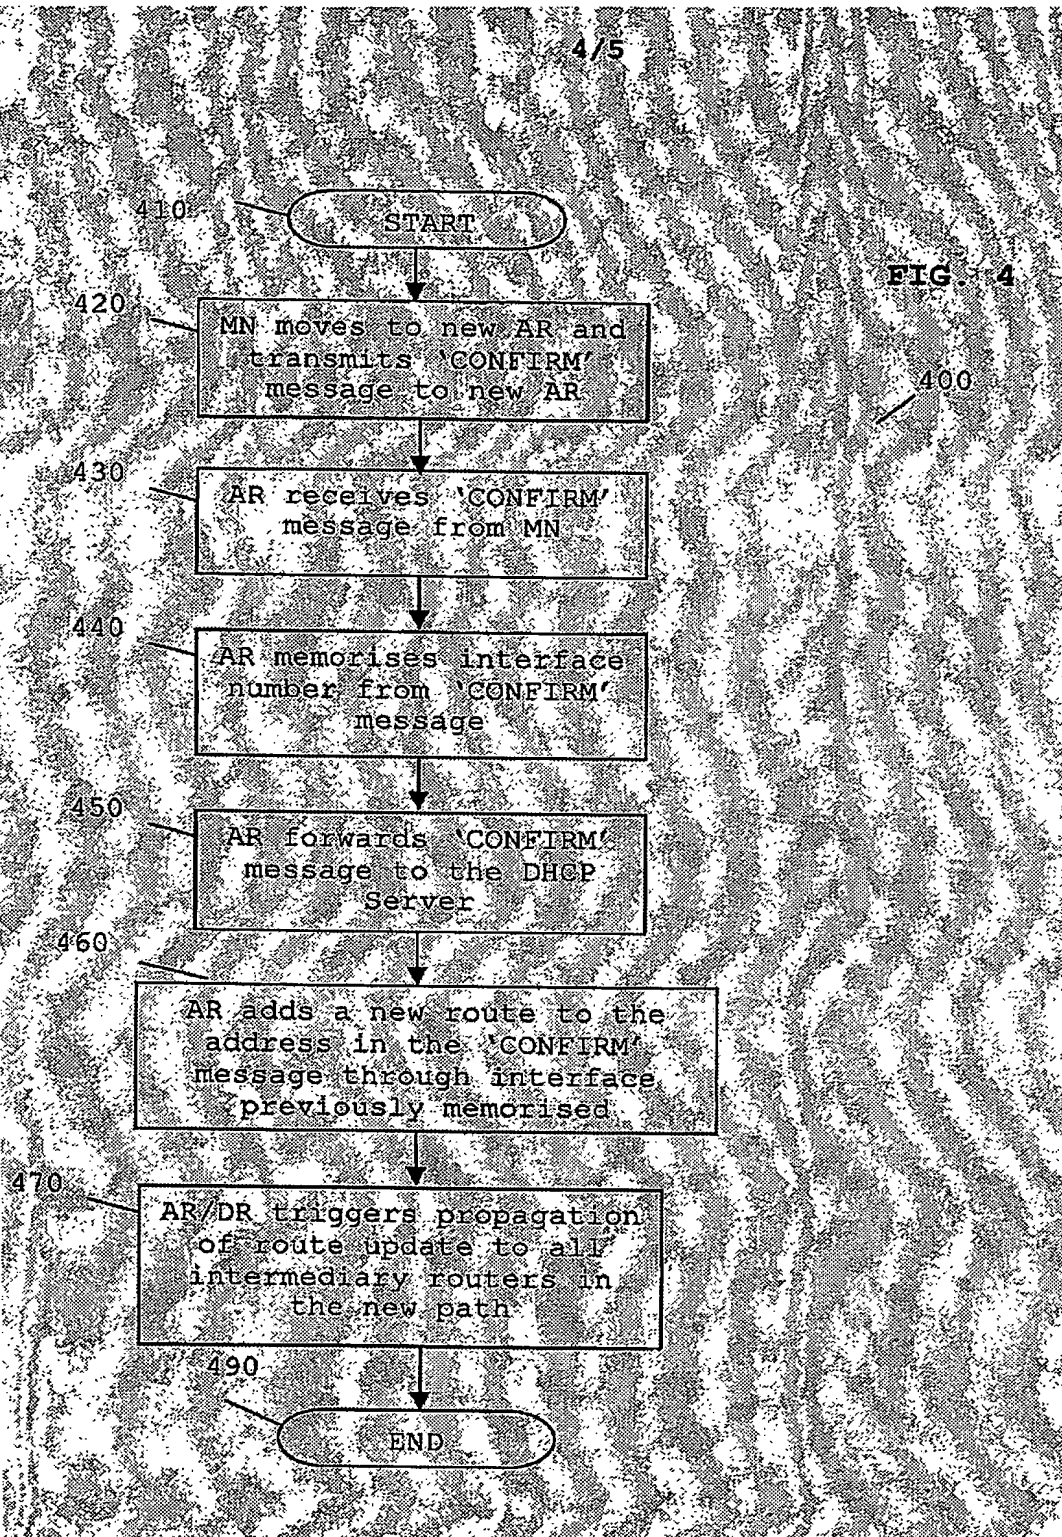 4/5
410
START
FIG. 4
420
MN moves to new AR and
transmits 'CONFIRM'
message to new AR
400
430
AR receives 'CONFIRM'
message from MN
440
AR memorises interface
number from 'CONFIRM'
message
450
AR forwards 'CONFIRM'
message to the DHCP
Server
460
AR adds a new route to the
address in the 'CONFIRM'
message through interface
previously memorised
470
AR/DR triggers propagation
of route update to all
intermediary routers in
the new path
490
END